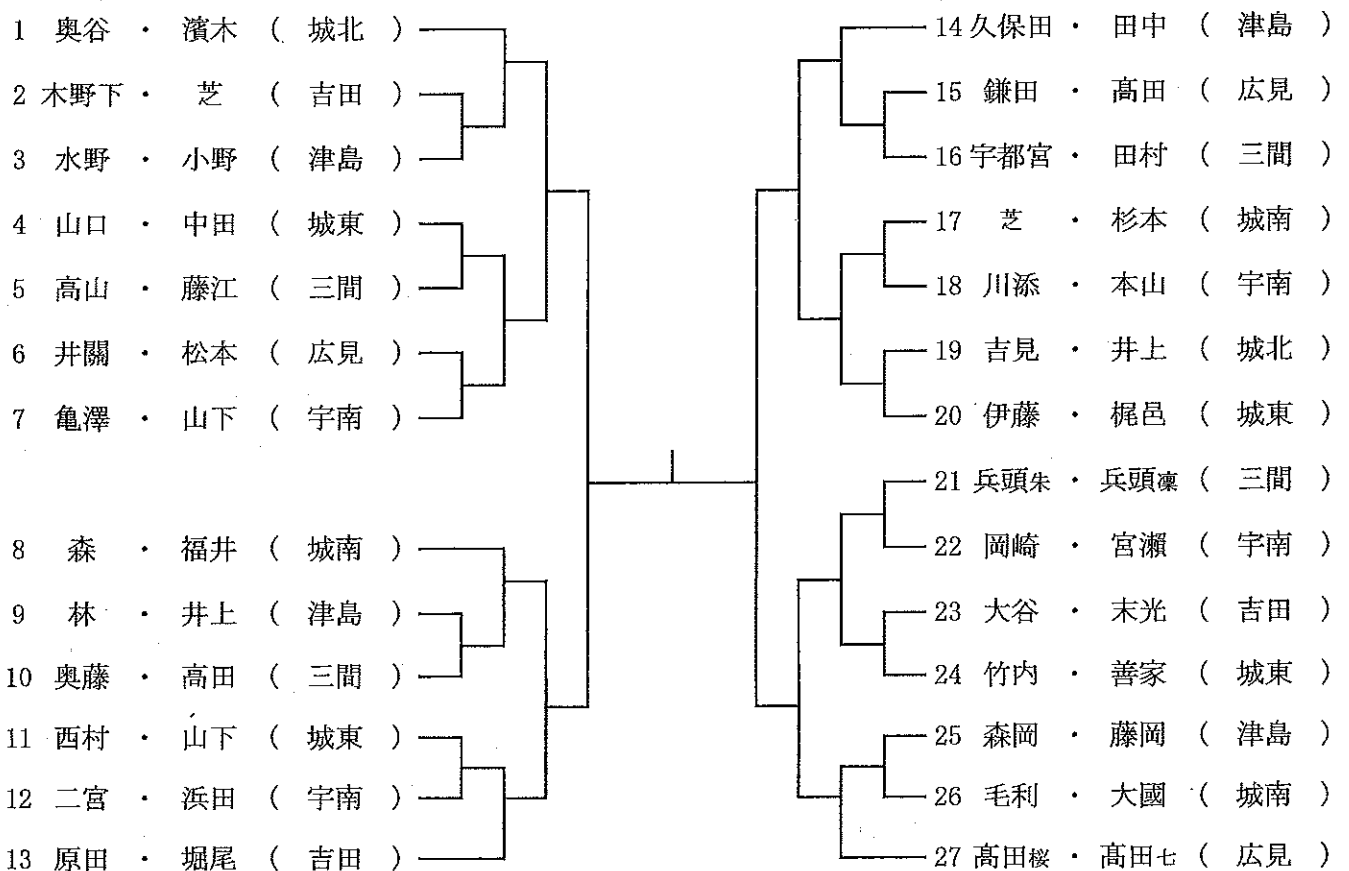 1 奥谷 ・ 濱木 ( 城北 )
2 木野下 ・ 芝 ( 吉田 )
3 水野 ・ 小野 ( 津島 )
4 山口 ・ 中田 ( 城東 )
5 高山 ・ 藤江 ( 三間 )
6 井關 ・ 松本 ( 広見 )
7 亀澤 ・ 山下 ( 宇南 )
8 森 ・ 福井 ( 城南 )
9 林 ・ 井上 ( 津島 )
10 奥藤 ・ 高田 ( 三間 )
11 西村 ・ 山下 ( 城東 )
12 二宮 ・ 浜田 ( 宇南 )
13 原田 ・ 堀尾 ( 吉田 )
14 久保田 ・ 田中 ( 津島 )
15 鎌田 ・ 髙田 ( 広見 )
16 宇都宮 ・ 田村 ( 三間 )
17 芝 ・ 杉本 ( 城南 )
18 川添 ・ 本山 ( 宇南 )
19 吉見 ・ 井上 ( 城北 )
20 伊藤 ・ 梶邑 ( 城東 )
21 兵頭朱 ・ 兵頭凜 ( 三間 )
22 岡崎 ・ 宮瀬 ( 宇南 )
23 大谷 ・ 末光 ( 吉田 )
24 竹内 ・ 善家 ( 城東 )
25 森岡 ・ 藤岡 ( 津島 )
26 毛利 ・ 大國 ( 城南 )
27 髙田桜 ・ 髙田七 ( 広見 )